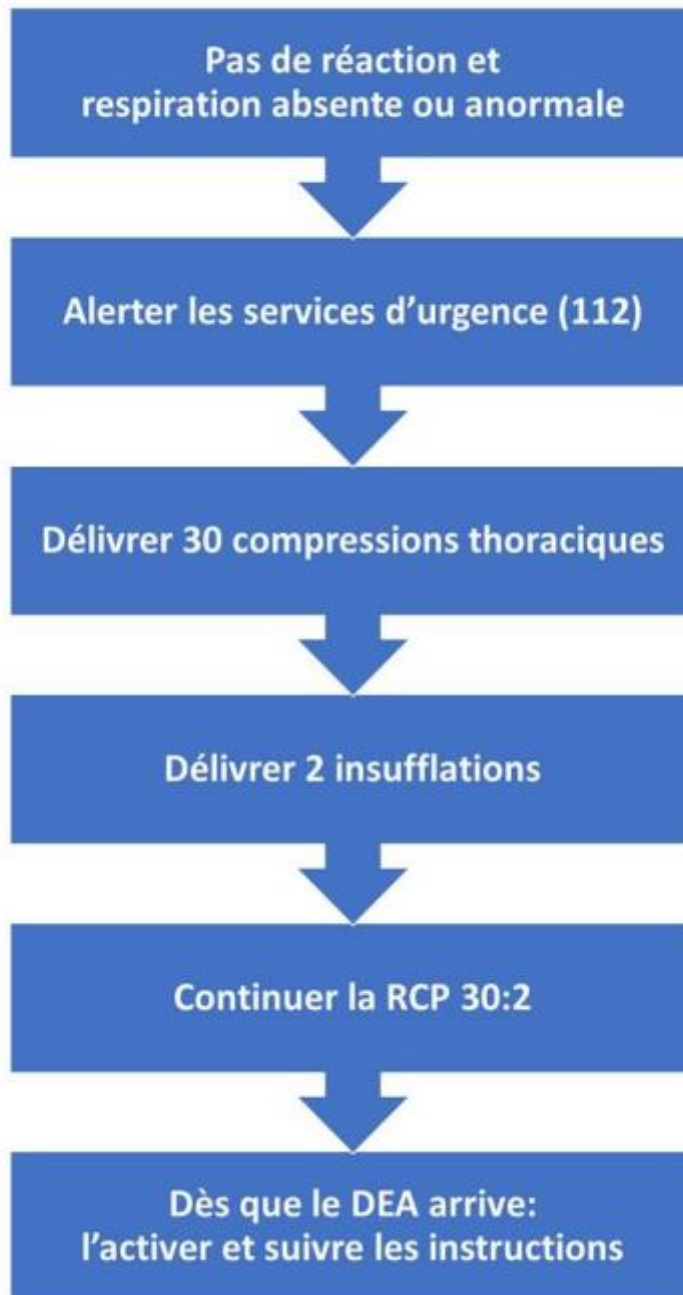 Pas de réaction et
respiration absente ou anormale
Alerter les services d’urgence (112)
Délivrer 30 compressions thoraciques
Délivrer 2 insufflations
Continuer la RCP 30:2
Dès que le DEA arrive:
l’activer et suivre les instructions